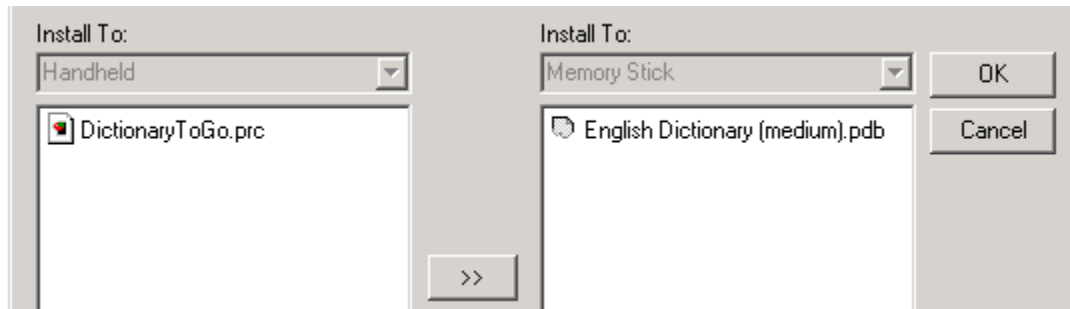 Install To:
Handheld
DictionaryToGo.prc
>>
Install To:
Memory Stick
English Dictionary (medium).pdb
OK
Cancel